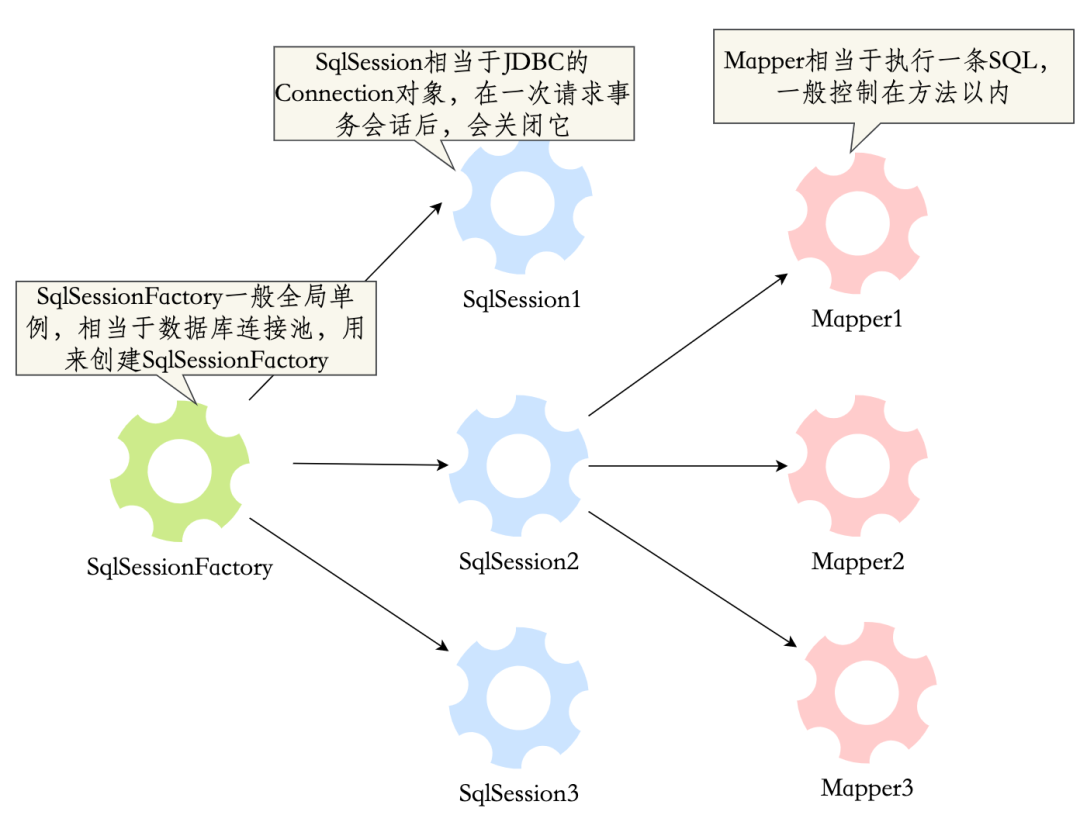 SqlSession相当于JDBC的
Connection对象，在一次请求事
务会话后，会关闭它
Mapper相当于执行一条SQL，
一般控制在方法以内
SqlSession1
Mapper1
SqlSessionFactory一般全局单
例，相当于数据库连接池，用
来创建SqlSessionFactory
SqlSessionFactory
SqlSession2
Mapper2
SqlSession3
Mapper3